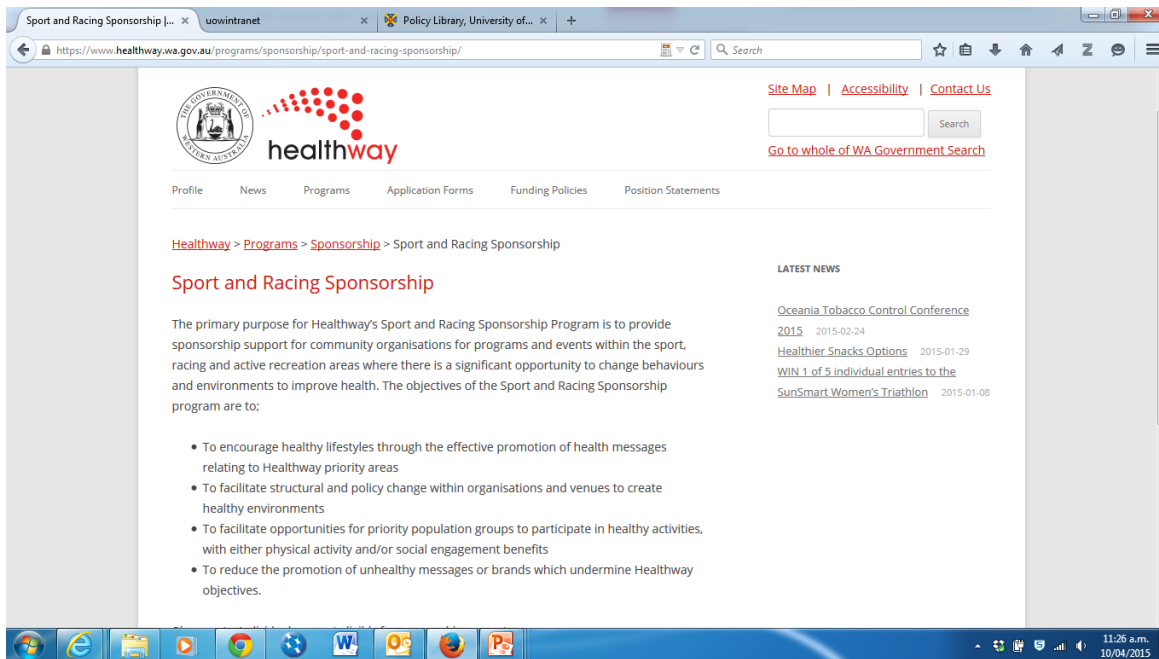 Sport and Racing Sponsorship |...
uowintranet
Policy Library, University of...
https://www.healthway.wa.gov.au/programs/sponsorship/sport-and-racing-sponsorship/
Search
THE GOVERNMENT OF
WESTERN AUSTRALIA
healthway
Site Map | Accessibility | Contact Us
Search
Go to whole of WA Government Search
Profile News Programs Application Forms Funding Policies Position Statements
Healthway > Programs > Sponsorship > Sport and Racing Sponsorship
Sport and Racing Sponsorship
The primary purpose for Healthway's Sport and Racing Sponsorship Program is to provide
sponsorship support for community organisations for programs and events within the sport,
racing and active recreation areas where there is a significant opportunity to change behaviours
and environments to improve health. The objectives of the Sport and Racing Sponsorship
program are to;
• To encourage healthy lifestyles through the effective promotion of health messages
relating to Healthway priority areas
• To facilitate structural and policy change within organisations and venues to create
healthy environments
• To facilitate opportunities for priority population groups to participate in healthy activities,
with either physical activity and/or social engagement benefits
• To reduce the promotion of unhealthy messages or brands which undermine Healthway
objectives.
LATEST NEWS
Oceania Tobacco Control Conference
2015 2015-02-24
Healthier Snacks Options 2015-01-29
WIN 1 of 5 individual entries to the
SunSmart Women's Triathlon 2015-01-08
11:26 a.m.
10/04/2015